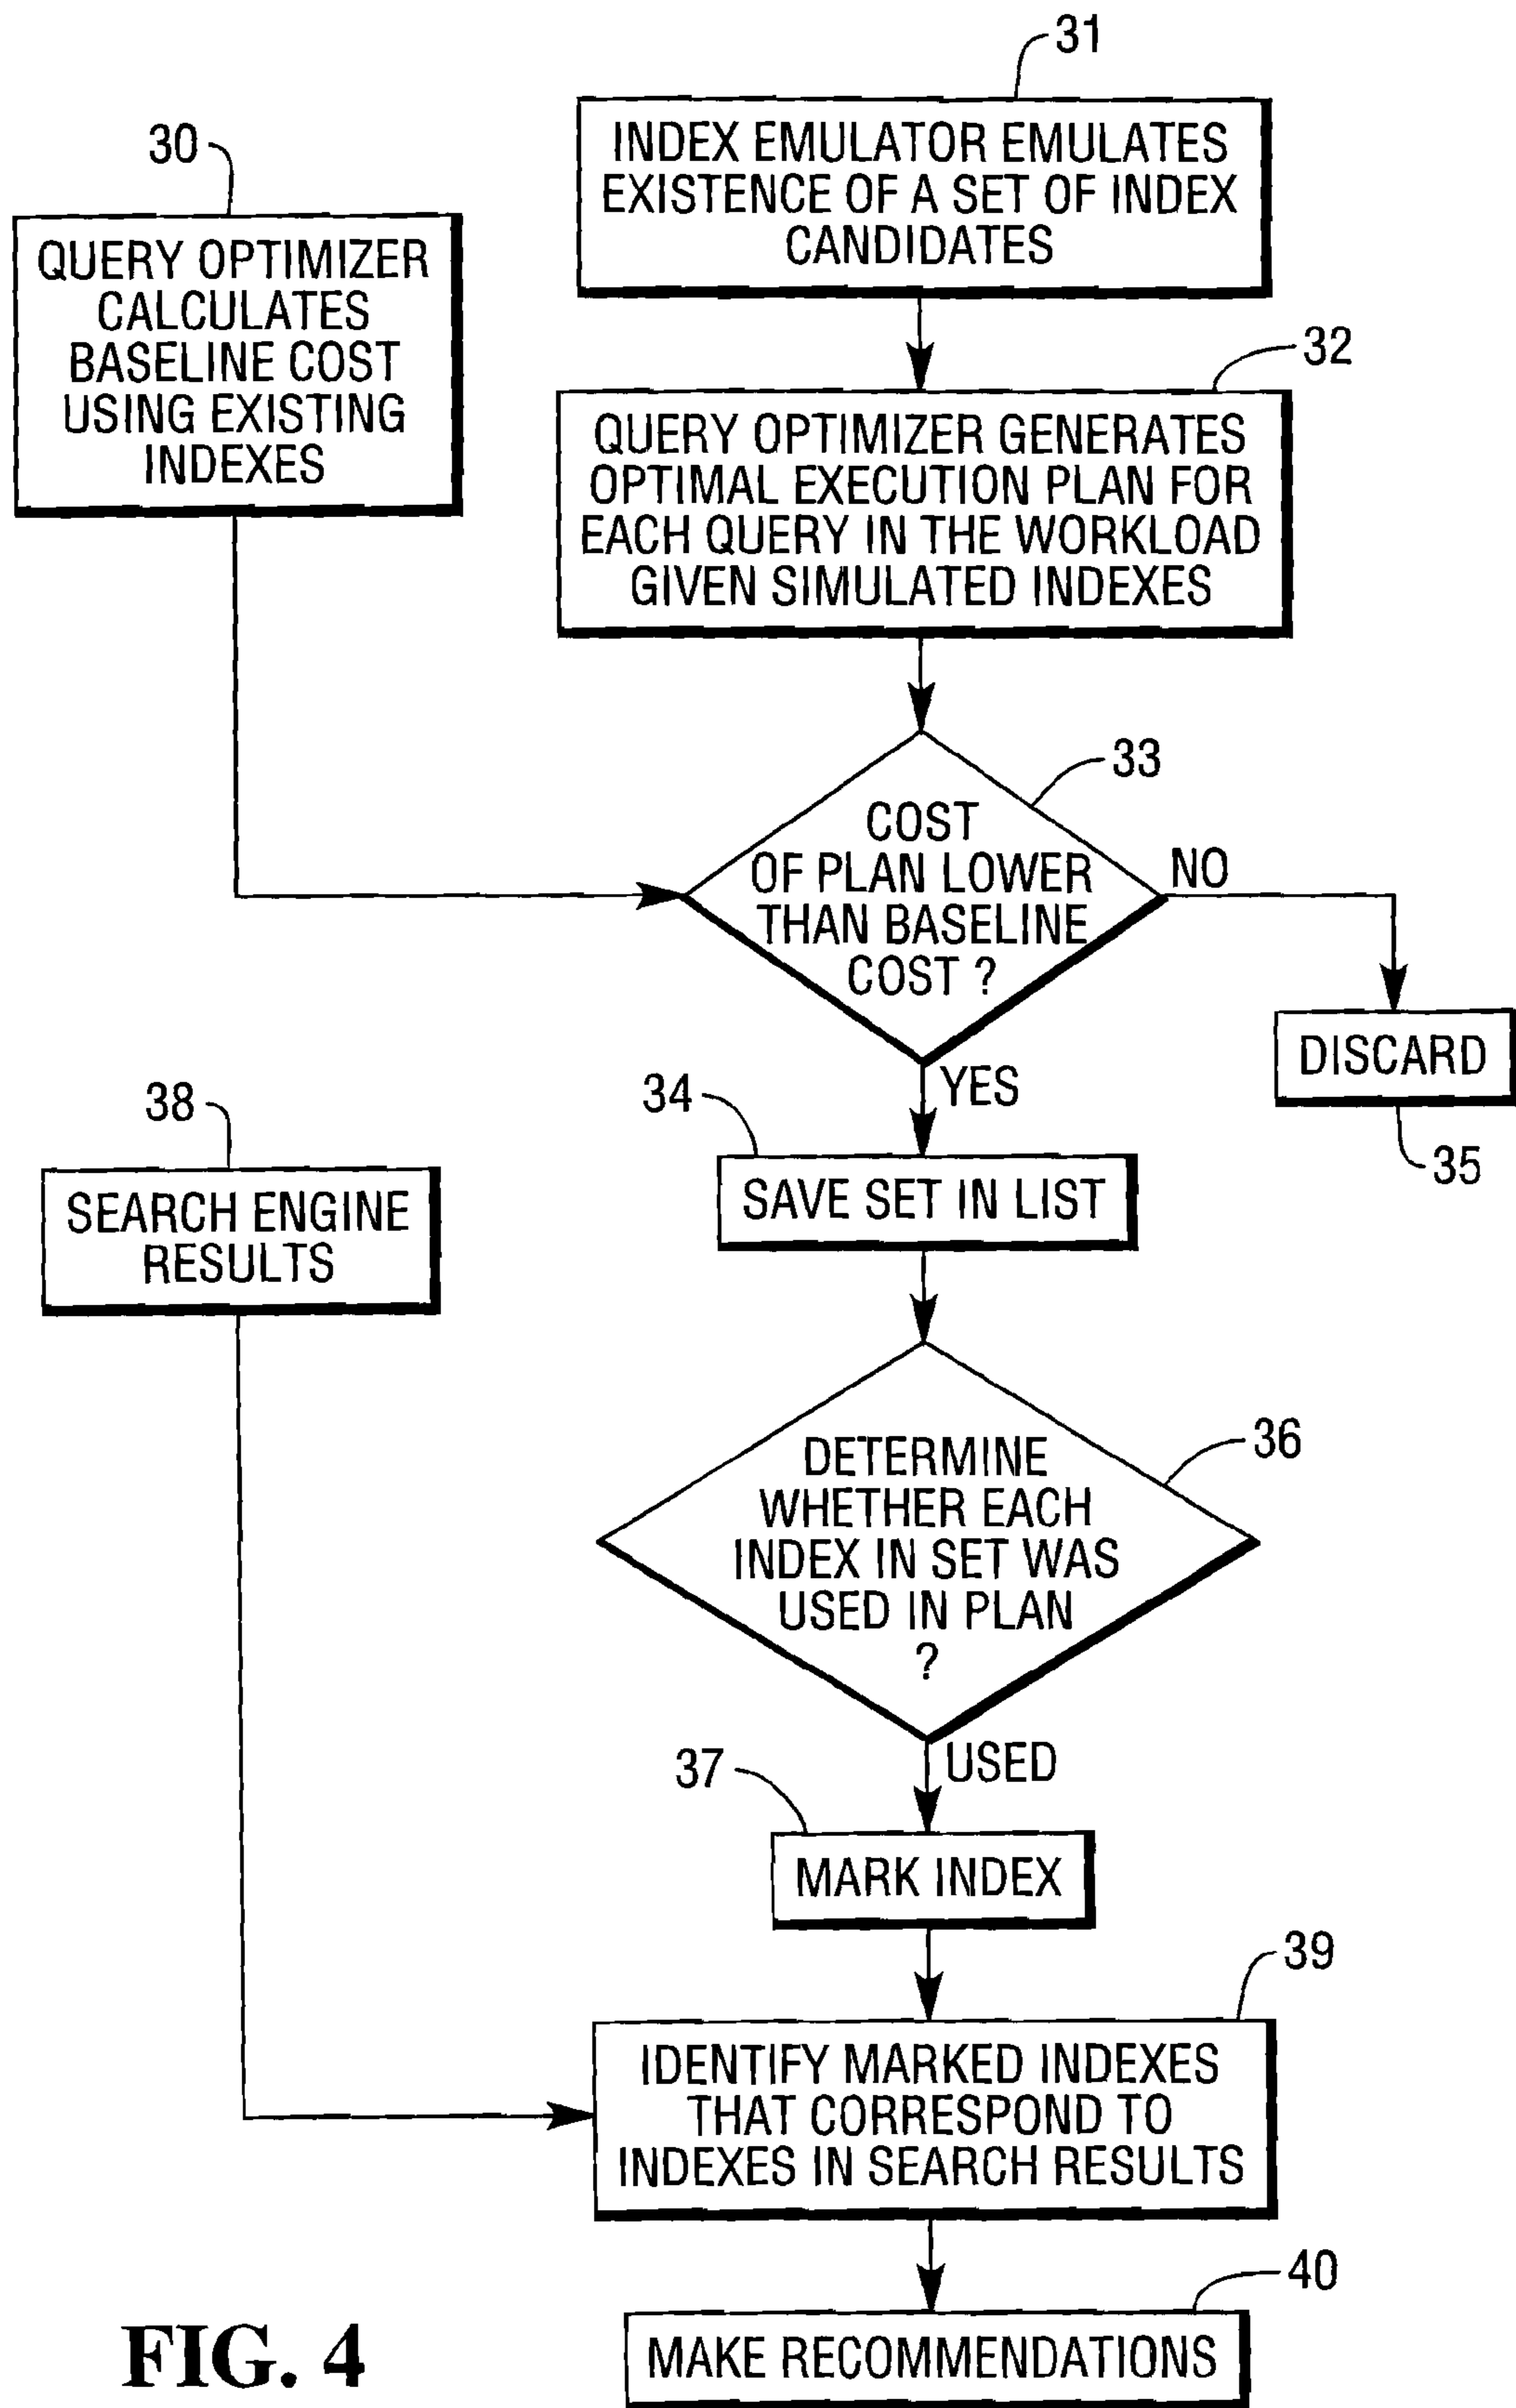 31
INDEX EMULATOR EMULATES
EXISTENCE OF A SET OF INDEX
CANDIDATES
30
QUERY OPTIMIZER
CALCULATES
BASELINE COST
USING EXISTING
INDEXES
32
QUERY OPTIMIZER GENERATES
OPTIMAL EXECUTION PLAN FOR
EACH QUERY IN THE WORKLOAD
GIVEN SIMULATED INDEXES
33
COST
OF PLAN LOWER
THAN BASELINE
COST ?
NO
DISCARD
35
YES
34
SAVE SET IN LIST
38
SEARCH ENGINE
RESULTS
36
DETERMINE
WHETHER EACH
INDEX IN SET WAS
USED IN PLAN
?
USED
37
MARK INDEX
39
IDENTIFY MARKED INDEXES
THAT CORRESPOND TO
INDEXES IN SEARCH RESULTS
40
MAKE RECOMMENDATIONS
FIG. 4